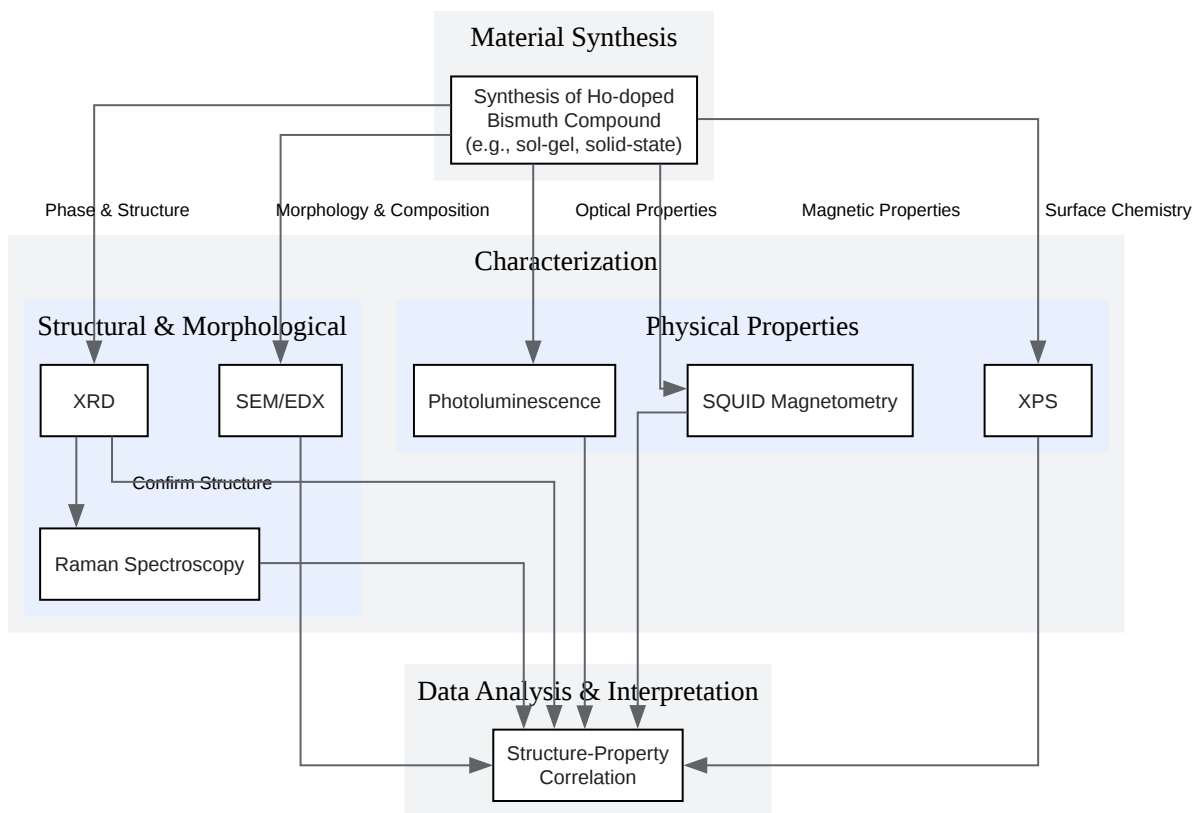 Material Synthesis
Synthesis of Ho-doped
Bismuth Compound
(e.g., sol-gel, solid-state)
Phase & Structure
Morphology & Composition
Optical Properties
Magnetic Properties
Surface Chemistry
Characterization
Structural & Morphological
Physical Properties
XRD
SEM/EDX
Photoluminescence
SQUID Magnetometry
XPS
Confirm Structure
Raman Spectroscopy
Data Analysis & Interpretation
Structure-Property
Correlation